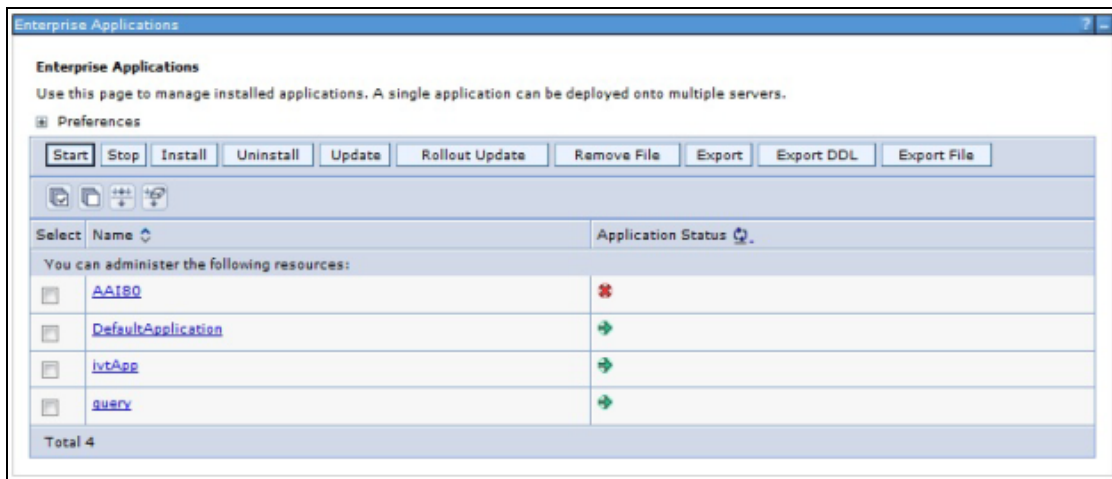 Enterprise Applications
? –
Enterprise Applications
Use this page to manage installed applications. A single application can be deployed onto multiple servers.
Preferences
Start Stop Install Uninstall Update Rollout Update Remove File Export Export DDL Export File
Select Name Application Status
You can administer the following resources:
AAI80
DefaultApplication
ivtApp
query
Total 4